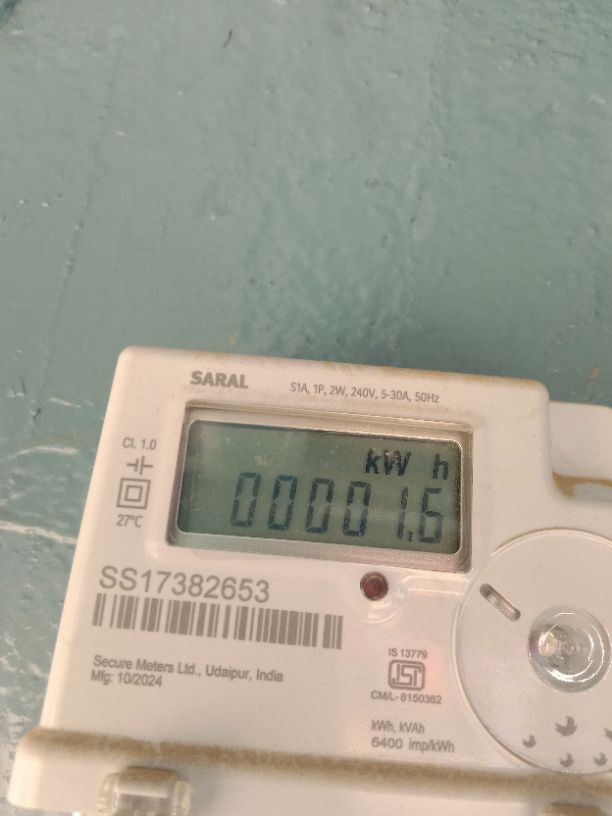 SARAL
S1A, 1P, 2W, 240V, 5-30A, 50Hz
Cl. 1.0
27°C
kW h
00001.6
SS17382653
Secure Meters Ltd., Udaipur, India
Mfg: 10/2024
IS 13779
ISI
CM/L- 8150362
kWh, kVAh
6400 imp/kWh